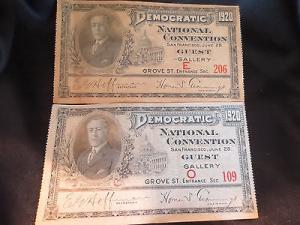 DEMOCRATIC 1920
NATIONAL
CONVENTION
SAN FRANCISCO, JUNE 28.
GUEST
GALLERY
E
GROVE ST. ENTRANCE SEC. 206
DEMOCRATIC 1920
NATIONAL
CONVENTION
SAN FRANCISCO, JUNE 28.
GUEST
GALLERY
O
GROVE ST. ENTRANCE SEC. 109